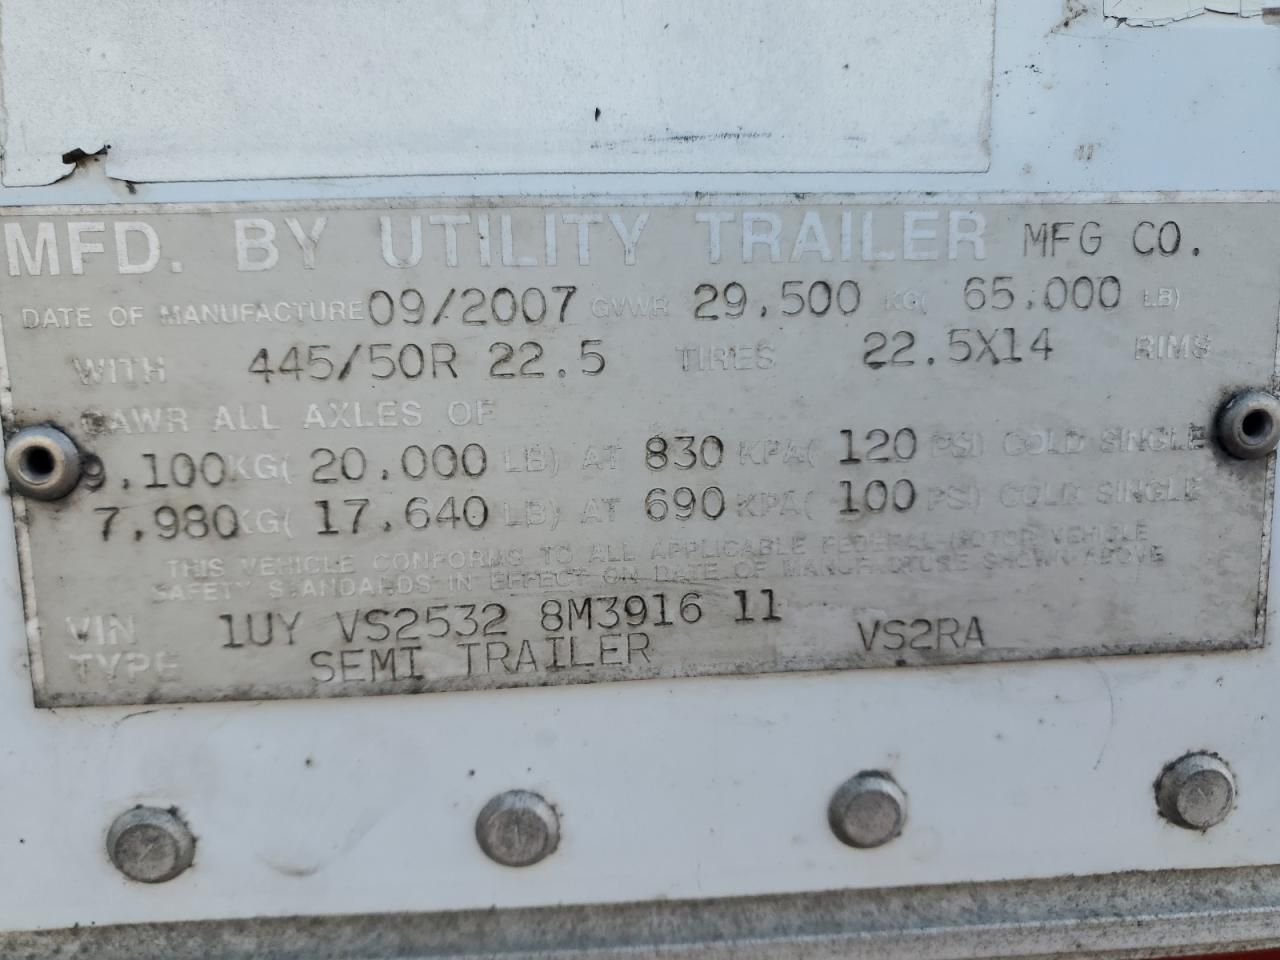 MFD. BY UTILITY TRAILER MFG CO.
DATE OF MANUFACTURE 09/2007 GVWR 29,500 KG( 65,000 LB)
WITH 445/50R 22.5 TIRES 22.5X14 RIMS
GAWR ALL AXLES OF
9,100 KG( 20,000 LB) AT 830 KPA( 120 PSI) COLD SINGLE
7,980 KG( 17,640 LB) AT 690 KPA( 100 PSI) COLD SINGLE
THIS VEHICLE CONFORMS TO ALL APPLICABLE FEDERAL MOTOR VEHICLE
SAFETY STANDARDS IN EFFECT ON DATE OF MANUFACTURE SHOWN ABOVE
VIN 1UY VS2532 8M3916 11
TYPE SEMI TRAILER VS2RA